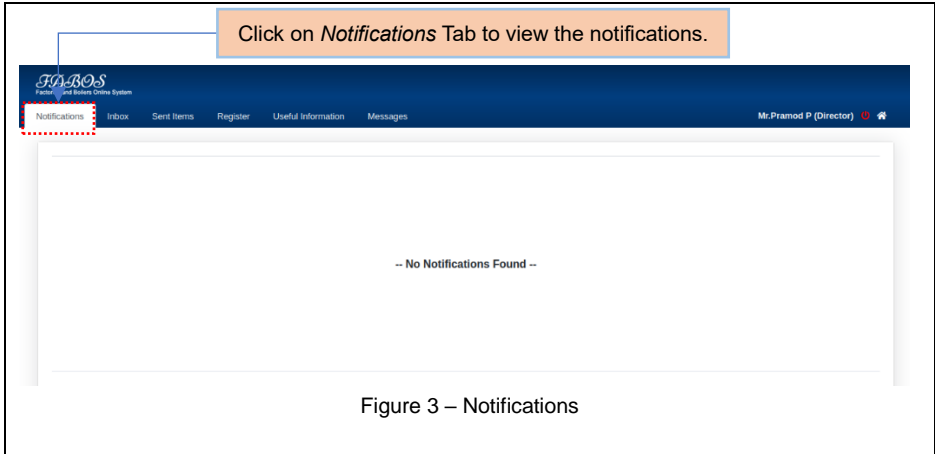 Click on Notifications Tab to view the notifications.
FABOS
and Boilers Online System
Notifications Inbox Sent Items Register Useful Information Messages Mr.Pramod P (Director)
-- No Notifications Found --
Figure 3 – Notifications